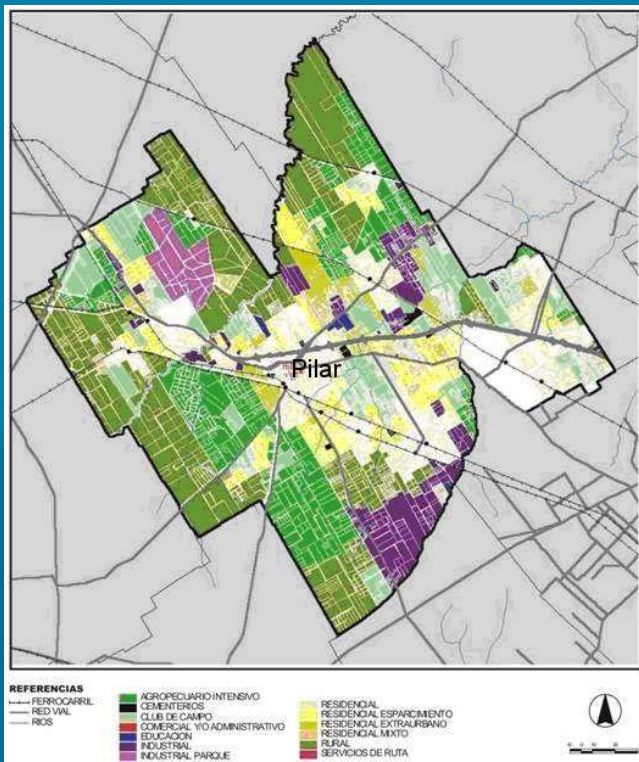 Pilar
REFERENCIAS
FERROCARRIL
RED VIAL
RIOS
AGROPECUARIO INTENSIVO
CEMENTERIOS
CLUB DE CAMPO
COMERCIAL Y/O ADMINISTRATIVO
EDUCACION
INDUSTRIAL
INDUSTRIAL PARQUE
RESIDENCIAL
RESIDENCIAL ESPARCIMIENTO
RESIDENCIAL EXTRAURBANO
RESIDENCIAL MIXTO
RURAL
SERVICIOS DE RUTA